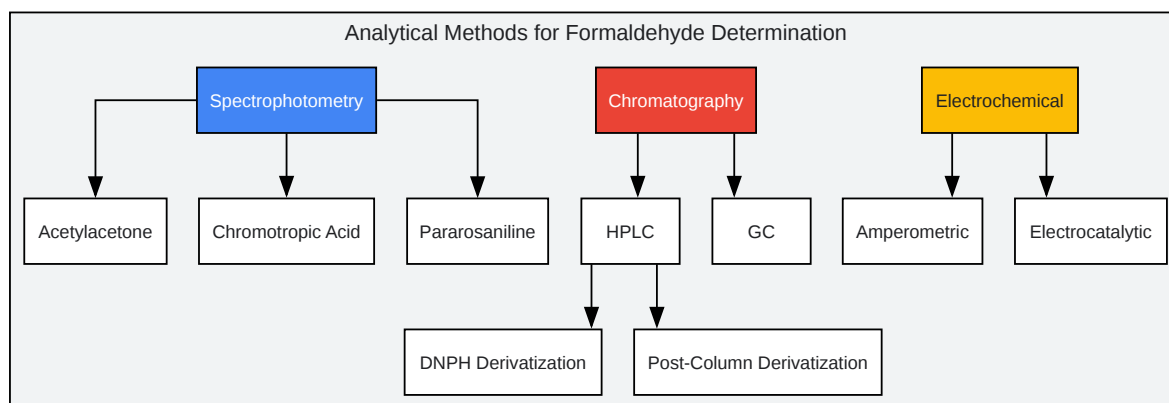 Analytical Methods for Formaldehyde Determination
Spectrophotometry
Chromatography
Electrochemical
Acetylacetone
Chromotropic Acid
Pararosaniline
HPLC
GC
Amperometric
Electrocatalytic
DNPH Derivatization
Post-Column Derivatization